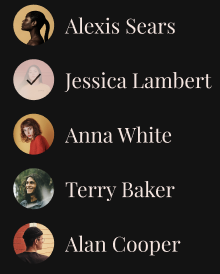 Alexis Sears
Jessica Lambert
Anna White
Terry Baker
Alan Cooper